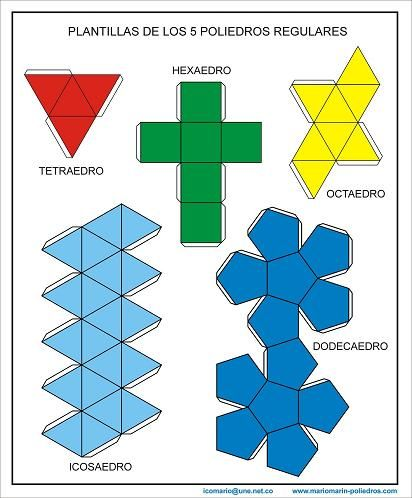 PLANTILLAS DE LOS 5 POLIEDROS REGULARES
HEXAEDRO
TETRAEDRO
OCTAEDRO
DODECAEDRO
ICOSAEDRO
icomario@une.net.co www.mariomarin-poliedros.com